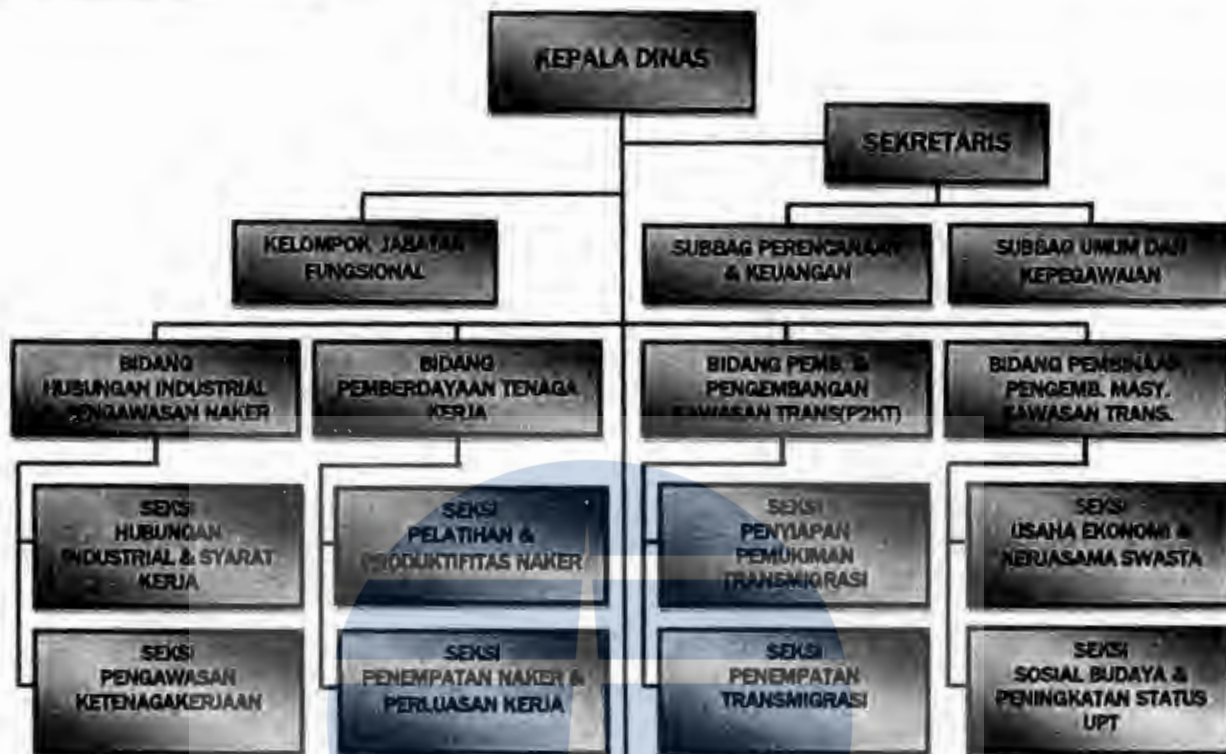 KEPALA DINAS
SEKRETARIS
KELOMPOK JABATAN
FUNGSIONAL
SUBBAG PERENCANAAN
& KEUANGAN
SUBBAG UMUM DAN
KEPEGAWAIAN
BIDANG
HUBUNGAN INDUSTRIAL
& PENGAWASAN NAKER
BIDANG
PEMBERDAYAAN TENAGA
KERJA
BIDANG PEMB. &
PENGEMBANGAN
KAWASAN TRANS(P2KT)
BIDANG PEMBINAAN
PENGEMB. MASY.
KAWASAN TRANS.
SEKSI
HUBUNGAN
INDUSTRIAL & SYARAT
KERJA
SEKSI
PELATIHAN &
PRODUKTIFITAS NAKER
SEKSI
PENYIAPAN
PEMUKIMAN
TRANSMIGRASI
SEKSI
USAHA EKONOMI &
KERJASAMA SWASTA
SEKSI
PENGAWASAN
KETENAGAKERJAAN
SEKSI
PENEMPATAN NAKER &
PERLUASAN KERJA
SEKSI
PENEMPATAN
TRANSMIGRASI
SEKSI
SOSIAL BUDAYA &
PENINGKATAN STATUS
UPT